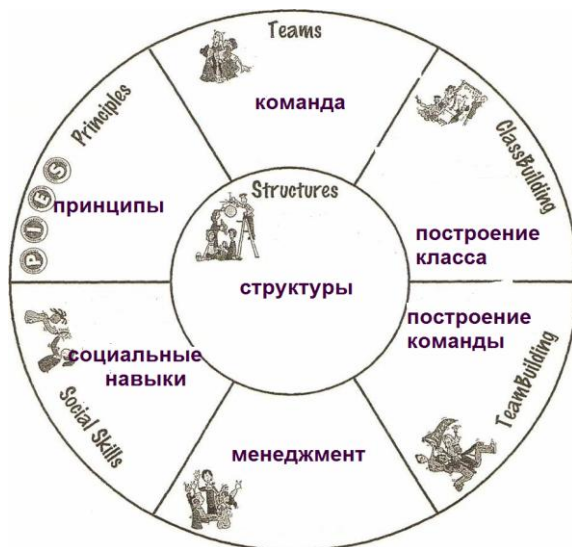 Teams
команда
Principles
P I E S
принципы
ClassBuilding
построение
класса
Structures
структуры
построение
команды
TeamBuilding
социальные
навыки
Social Skills
менеджмент